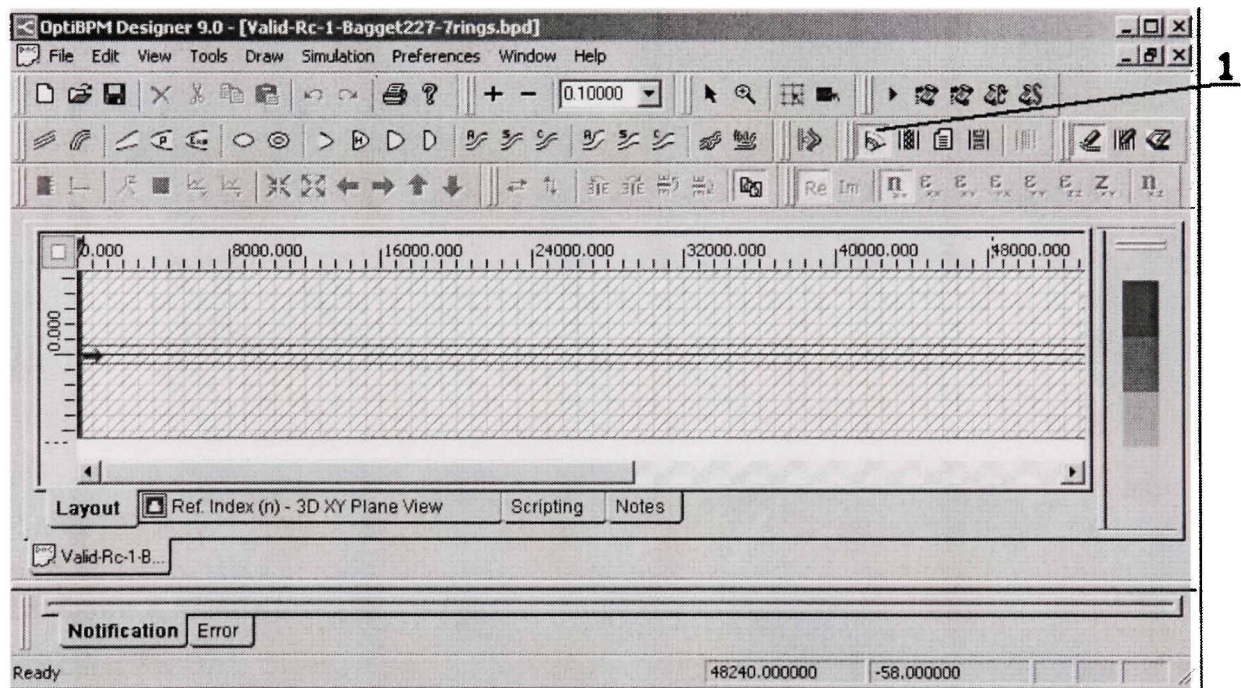 OptiBPM Designer 9.0 - [Valid-Rc-1-Bagget227-7rings.bpd]
File Edit View Tools Draw Simulation Preferences Window Help
1
0.10000
Re Im
0.000 8000.000 16000.000 24000.000 32000.000 40000.000 48000.000
0.000
Layout Ref. Index (n) - 3D XY Plane View Scripting Notes
Valid-Rc-1-B...
Notification Error
Ready 48240.000000 -58.000000